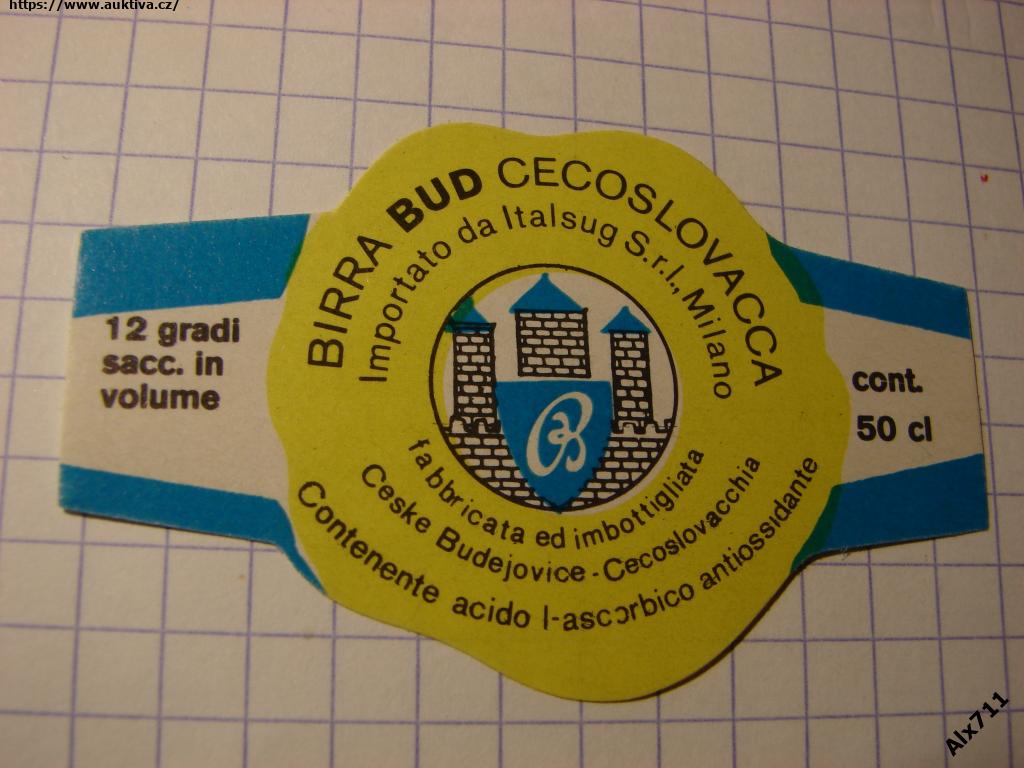 https://www.auktiva.cz/
BIRRA BUD CECOSLOVACCA
Importato da Italsug S.r.l., Milano
12 gradi
sacc. in
volume
B
cont.
50 cl
fabbricata ed imbottigliata
Ceske Budejovice - Cecoslovacchia
Contenente acido l-ascorbico antiossidante
Alx711